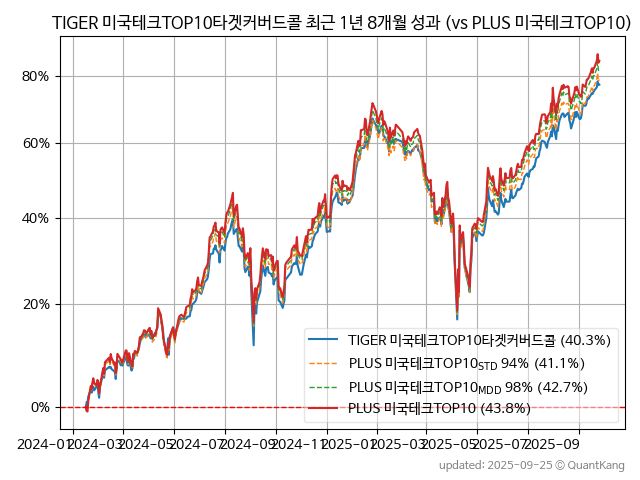 TIGER 미국테크TOP10타겟커버드콜 최근 1년 8개월 성과 (vs PLUS 미국테크TOP10)
80%
60%
40%
20%
0%
TIGER 미국테크TOP10타겟커버드콜 (40.3%)
PLUS 미국테크TOP10STD 94% (41.1%)
PLUS 미국테크TOP10MDD 98% (42.7%)
PLUS 미국테크TOP10 (43.8%)
2024-01 2024-03 2024-05 2024-07 2024-09 2024-11 2025-01 2025-03 2025-05 2025-07 2025-09
updated: 2025-09-25 © QuantKang